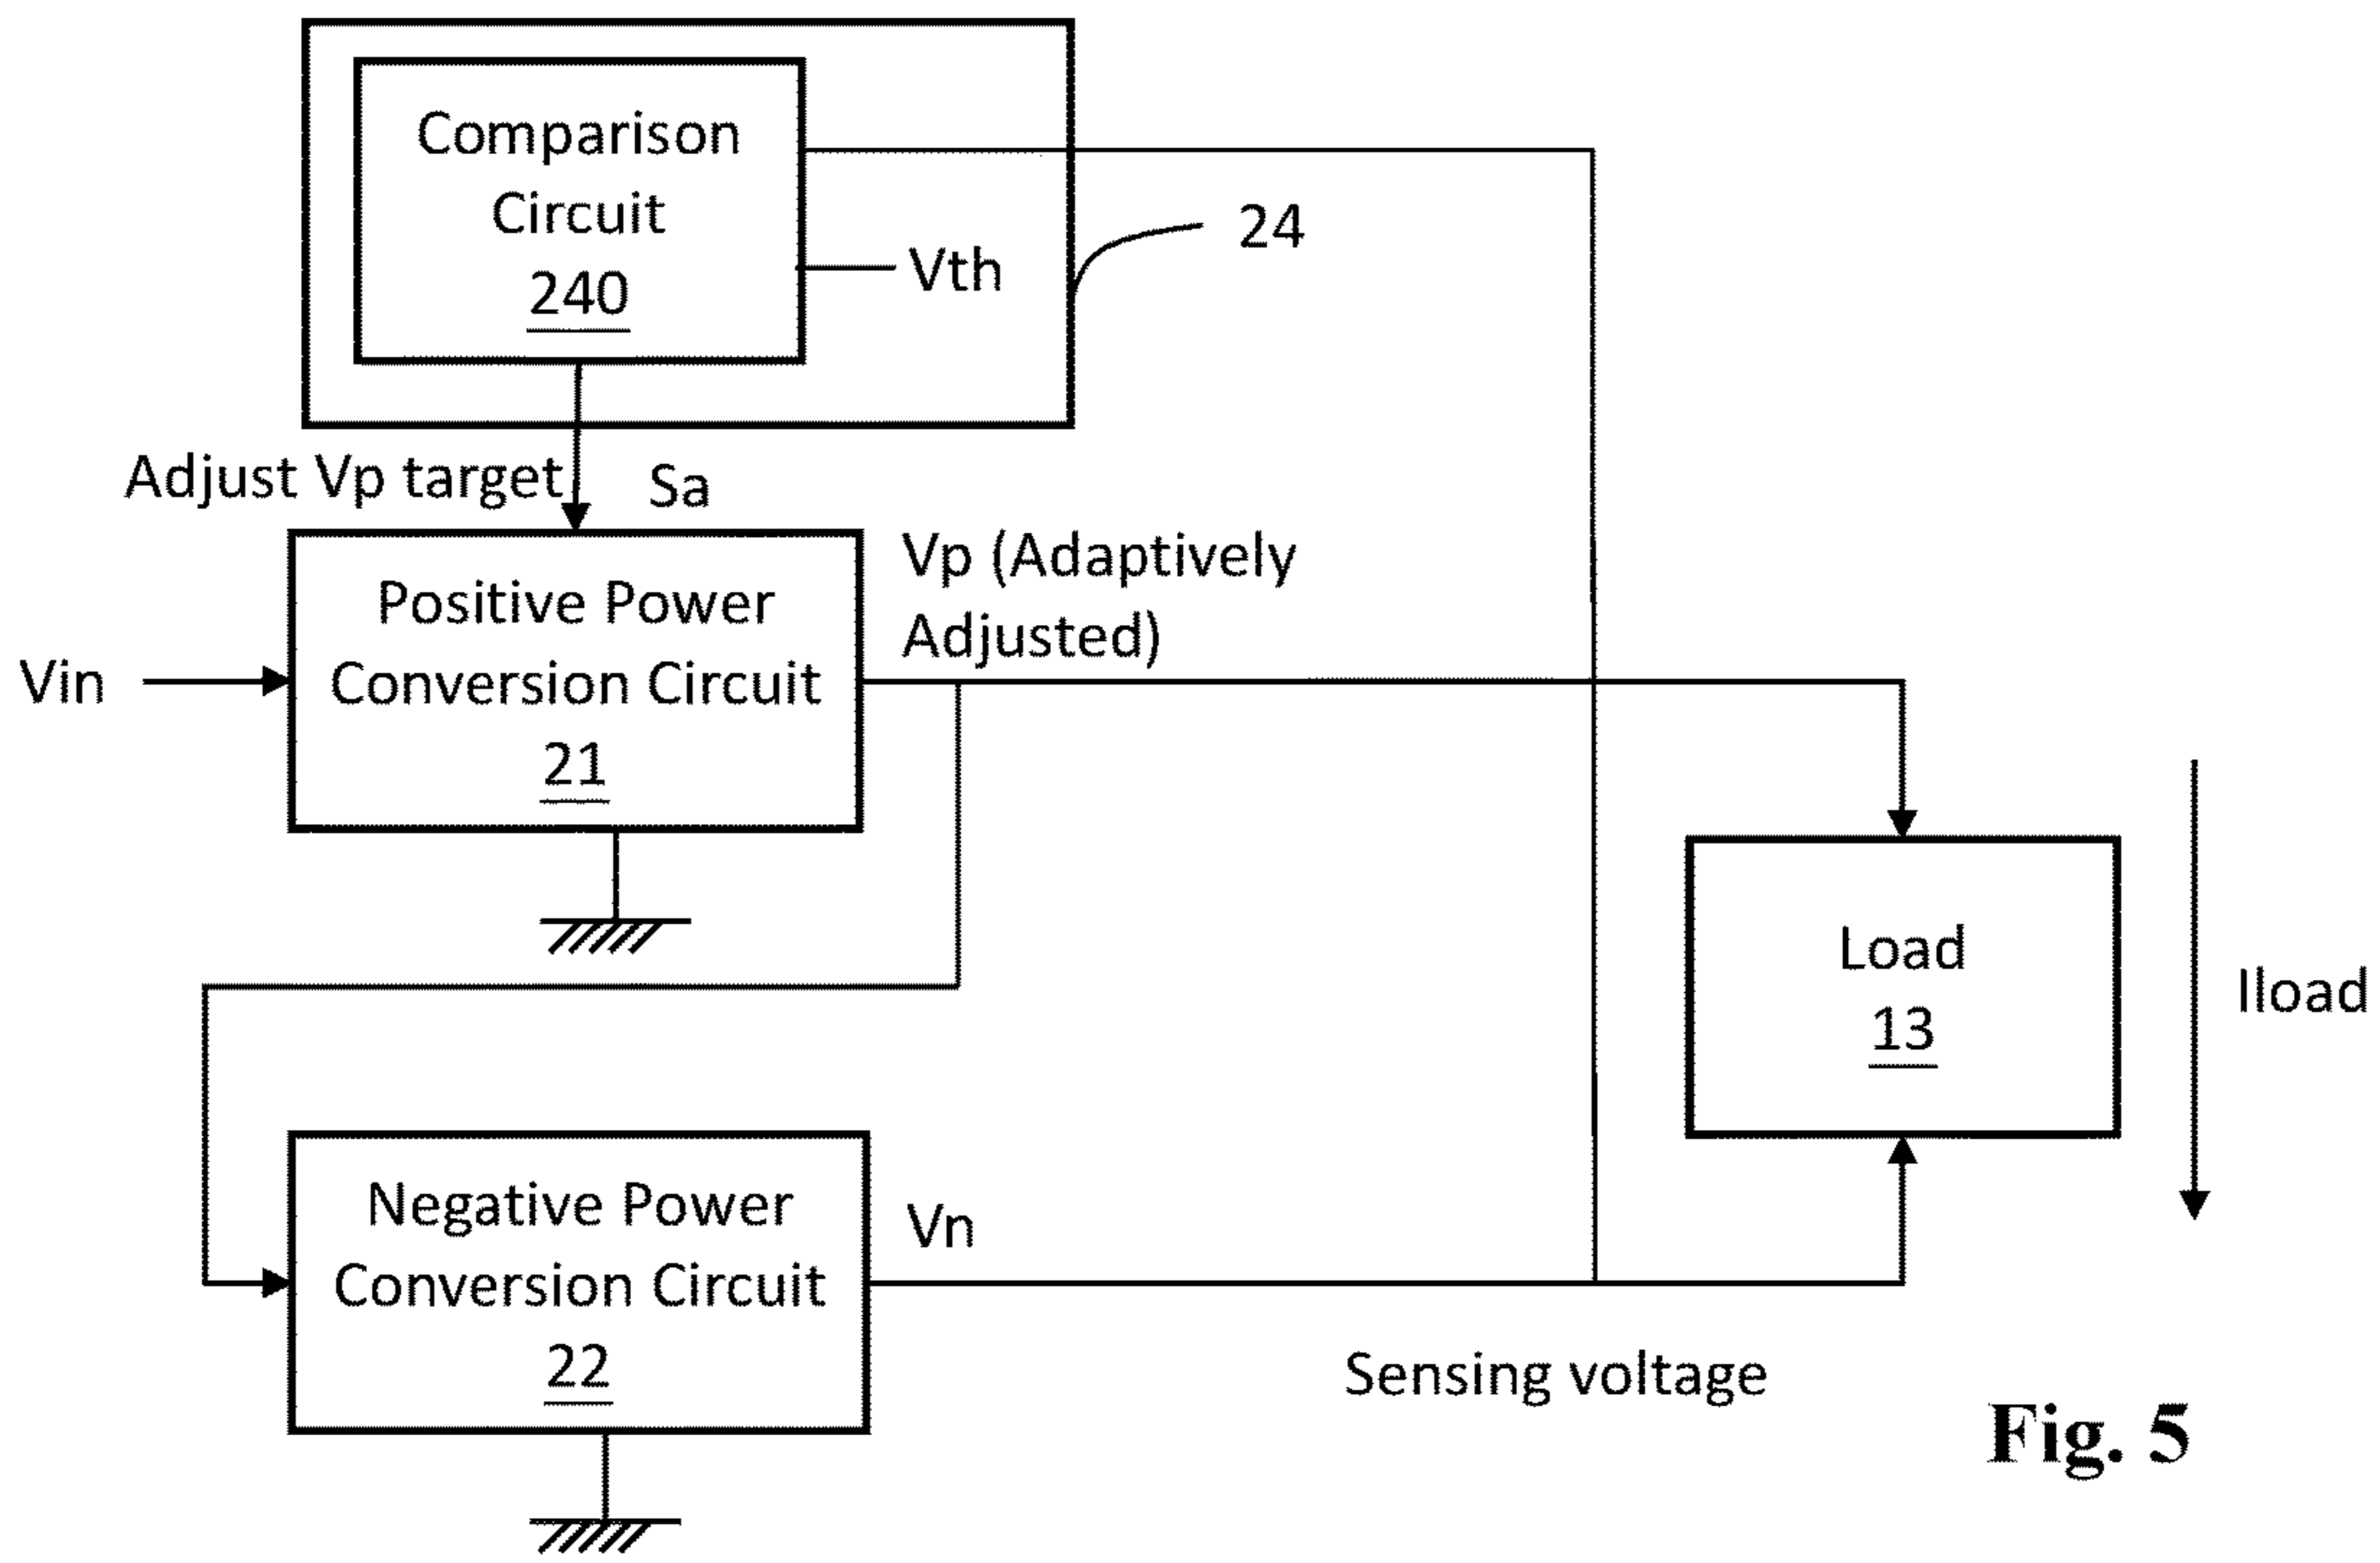 Comparison
Circuit
240
Vth
24
Adjust Vp target
Sa
Vp (Adaptively
Adjusted)
Positive Power
Conversion Circuit
21
Vin
Load
13
Iload
Negative Power
Conversion Circuit
22
Vn
Sensing voltage
Fig. 5